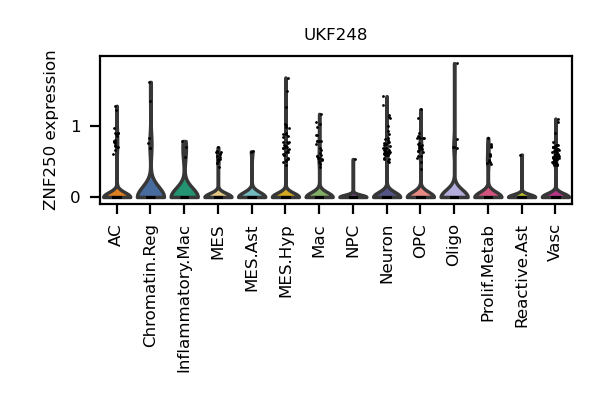 UKF248
ZNF250 expression
1
0
AC
Chromatin.Reg
Inflammatory.Mac
MES
MES.Ast
MES.Hyp
Mac
NPC
Neuron
OPC
Oligo
Prolif.Metab
Reactive.Ast
Vasc